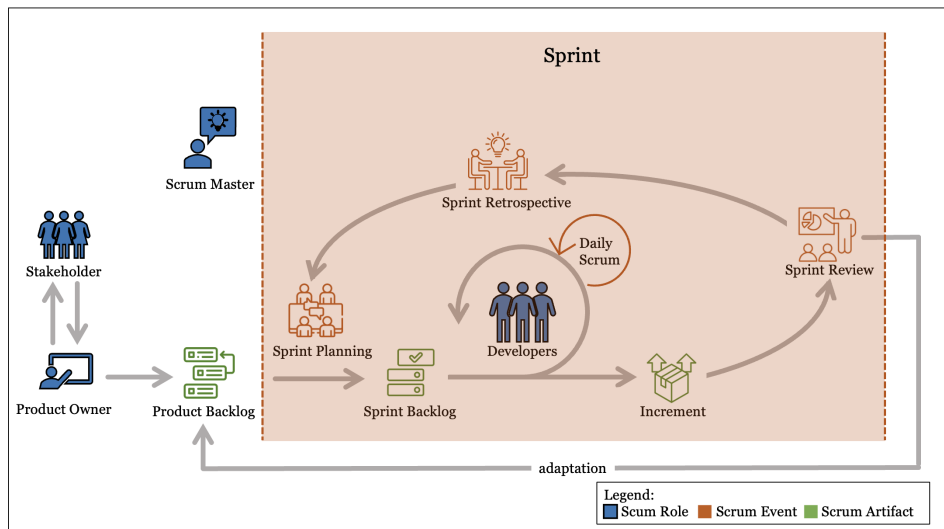 Sprint
Scrum Master
Sprint Retrospective
Stakeholder
Daily
Scrum
Sprint Review
Sprint Planning
Developers
Product Owner
Product Backlog
Sprint Backlog
Increment
adaptation
Legend:
Scum Role
Scrum Event
Scrum Artifact